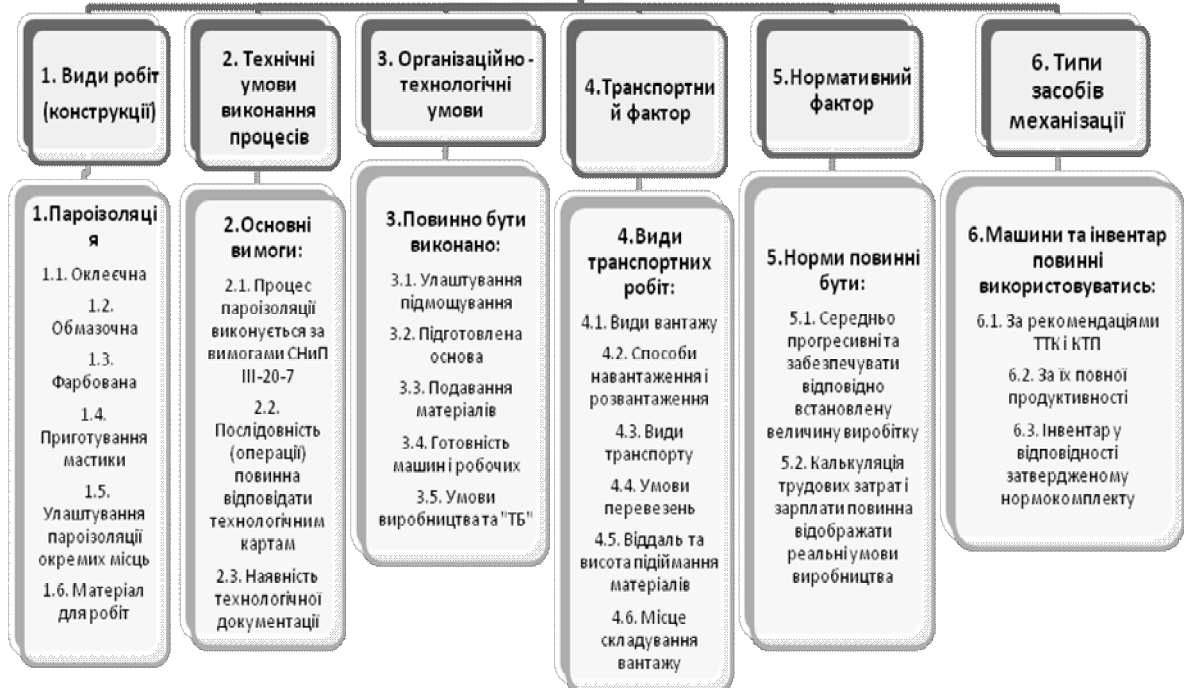 1. Види робіт
(конструкції)
2. Технічні
умови
виконання
процесів
3. Організаційно -
технологічні
умови
4.Транспортни
й фактор
5.Нормативний
фактор
6. Типи
засобів
механізації
1.Пароізоляці
я
1.1. Оклеєчна
1.2.
Обмазочна
1.3.
Фарбована
1.4.
Приготування
мастики
1.5.
Улаштування
пароізоляції
окремих місць
1.6. Матеріал
для робіт
2.Основні
вимоги:
2.1. Процес
пароізоляції
виконується за
вимогами СНиП
III-20-7
2.2.
Послідовність
(операції)
повинна
відповідати
технологічним
картам
2.3. Наявність
технологічної
документації
3.Повинно бути
виконано:
3.1. Улаштування
підмощування
3.2. Підготовлена
основа
3.3. Подавання
матеріалів
3.4. Готовність
машин і робочих
3.5. Умови
виробництва та "ТБ"
4.Види
транспортних
робіт:
4.1. Види вантажу
4.2. Способи
навантаження і
розвантаження
4.3. Види
транспорту
4.4. Умови
перевезень
4.5. Віддаль та
висота підіймання
матеріалів
4.6. Місце
складування
вантажу
5.Норми повинні
бути:
5.1. Середньо
прогресивні та
забезпечувати
відповідно
встановлену
величину виробітку
5.2. Калькуляція
трудових затрат і
зарплати повинна
відображати
реальні умови
виробництва
6.Машини та інвентар
повинні
використовуватись:
6.1. За рекомендаціями
ТТК і КТП
6.2. За їх повної
продуктивності
6.3. Інвентар у
відповідності
затвердженому
нормокомплекту